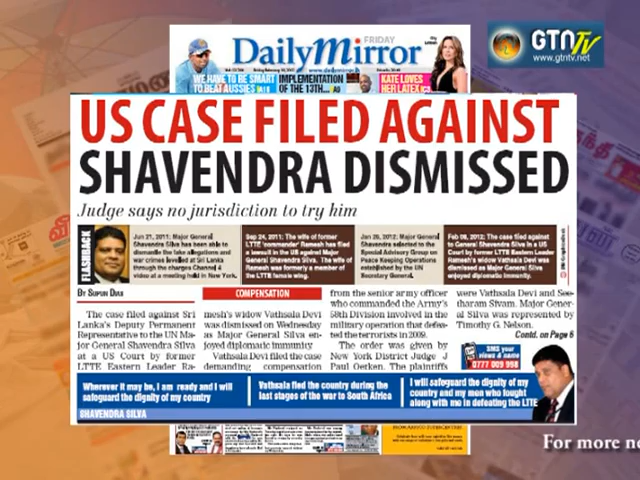 GTNTv
www.gtntv.net
FRIDAY
DailyMirror
WE HAVE TO BE SMART
TO BEAT AUSSIES
IMPLEMENTATION
OF THE 13TH...
KATE LOVES
HER LATEX
US CASE FILED AGAINST
SHAVENDRA DISMISSED
Judge says no jurisdiction to try him
FLASHBACK
Jun 21, 2011: Major General
Shavendra Silva has been able to
dismiss the fake allegations and
war crimes levelled at Sri Lanka
through the charges Channel 4
video at a meeting held in New York.
Sep 24, 2011: The wife of former
LTTE 'commander' Ramesh has filed
a lawsuit in the US against Major
General Shavendra Silva. The wife of
Ramesh was formerly a member of
the LTTE female wing.
Jan 28, 2012: Major General
Shavendra selected to the
Special Advisory Group on
Peace Keeping Operations
established by the UN
Secretary General.
Feb 08, 2012: The case filed against
to General Shavendra Silva in a US
Court by former LTTE Eastern Leader
Ramesh's widow Vathsala Devi was
dismissed as Major General Silva
enjoyed diplomatic immunity.
BY SUPUN DIAS
The case filed against Sri
Lanka's Deputy Permanent
Representative to the UN Ma-
jor General Shavendra Silva
at a US Court by former
LTTE Eastern Leader Ra-
COMPENSATION
mesh's widow Vathsala Devi
was dismissed on Wednesday
as Major General Silva en-
joyed diplomatic immunity
Vathsala Devi filed the case
demanding compensation
from the senior army officer
who commanded the Army's
58th Division involved in the
military operation that defea-
ted the terrorists in 2009.
The order was given by
New York District Judge J
Paul Oetken. The plaintiffs
were Vathsala Devi and See-
tharam Sivam. Major Gener-
al Silva was represented by
Timothy G. Nelson.
Contd. on Page 6
SMS your
views & name
0777 009 998
Wherever it may be, I am ready and I will
safeguard the dignity of my country
Vathsala fled the country during the
last stages of the war to South Africa
I will safeguard the dignity of my
country and my men who fought
along with me in defeating the LTTE
SHAVENDRA SILVA
For more ne